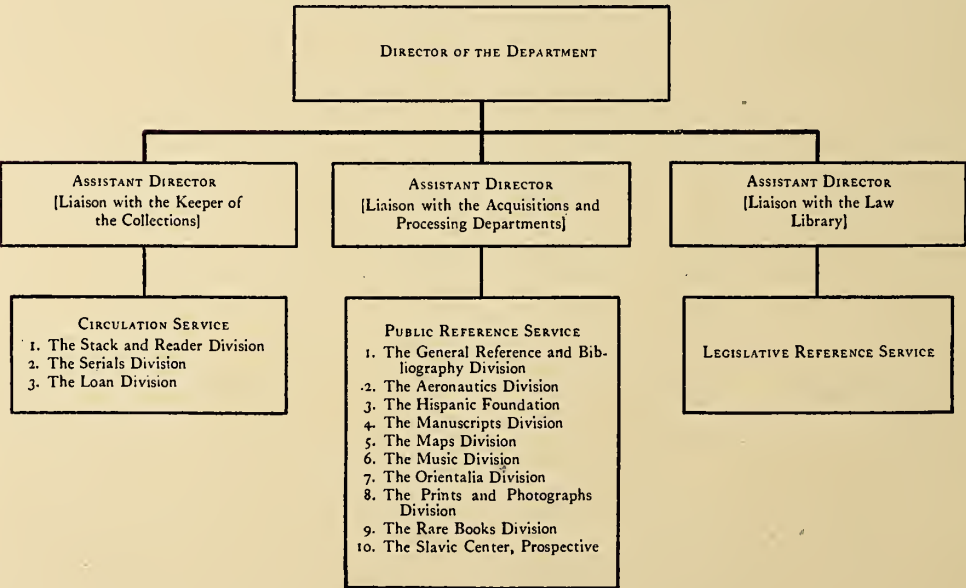 DIRECTOR OF THE DEPARTMENT
ASSISTANT DIRECTOR
[Liaison with the Keeper of
the Collections]
ASSISTANT DIRECTOR
[Liaison with the Acquisitions and
Processing Departments]
ASSISTANT DIRECTOR
[Liaison with the Law
Library]
CIRCULATION SERVICE
1. The Stack and Reader Division
2. The Serials Division
3. The Loan Division
PUBLIC REFERENCE SERVICE
1. The General Reference and Bib-
liography Division
2. The Aeronautics Division
3. The Hispanic Foundation
4. The Manuscripts Division
5. The Maps Division
6. The Music Division
7. The Orientalia Division
8. The Prints and Photographs
Division
9. The Rare Books Division
10. The Slavic Center, Prospective
LEGISLATIVE REFERENCE SERVICE